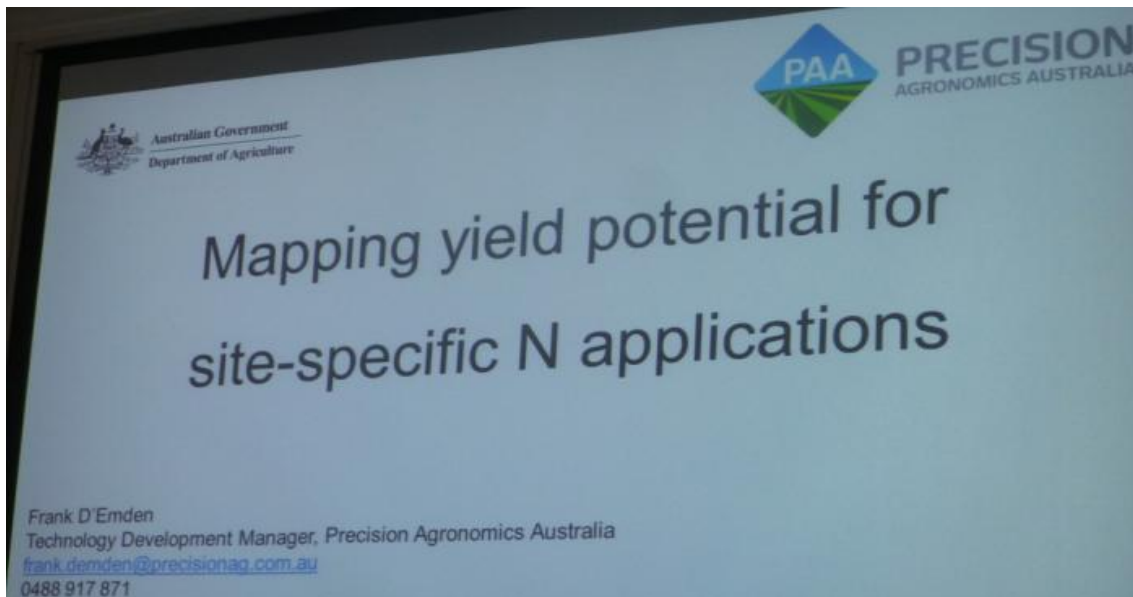 PAA
PRECISION
AGRONOMICS AUSTRALIA
Australian Government
Department of Agriculture
Mapping yield potential for
site-specific N applications
Frank D'Emden
Technology Development Manager, Precision Agronomics Australia
frank.demden@precisionag.com.au
0488 917 871